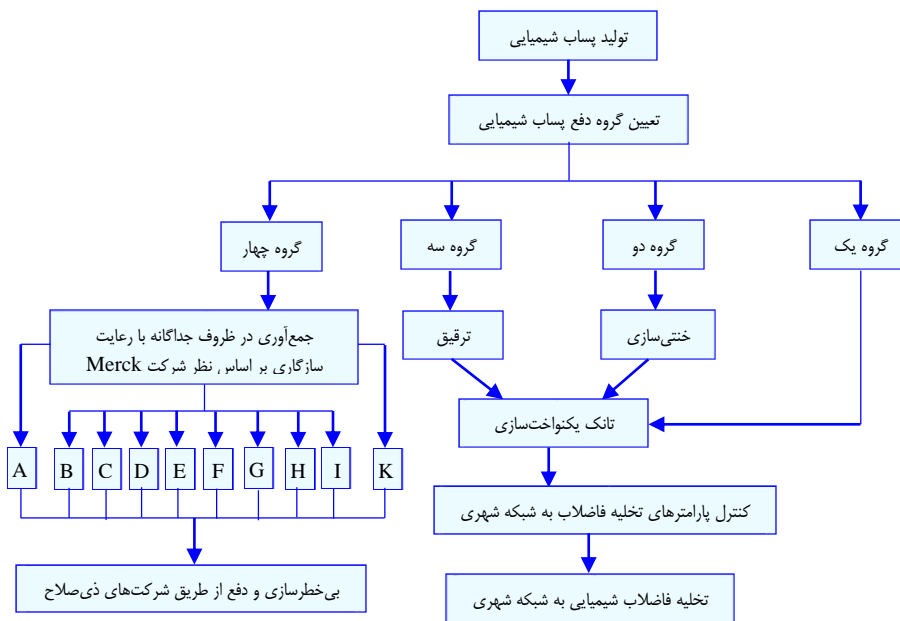 تولید پساب شیمیایی
تعیین گروه دفع پساب شیمیایی
گروه یک
گروه دو
گروه سه
گروه چهار
خنثی‌سازی
ترقیق
جمع‌آوری در ظروف جداگانه با رعایت
سازگاری بر اساس نظر شرکت Merck
تانک یکنواخت‌سازی
A
B
C
D
E
F
G
H
I
K
کنترل پارامترهای تخلیه فاضلاب به شبکه شهری
بی‌خطرسازی و دفع از طریق شرکت‌های ذی‌صلاح
تخلیه فاضلاب شیمیایی به شبکه شهری